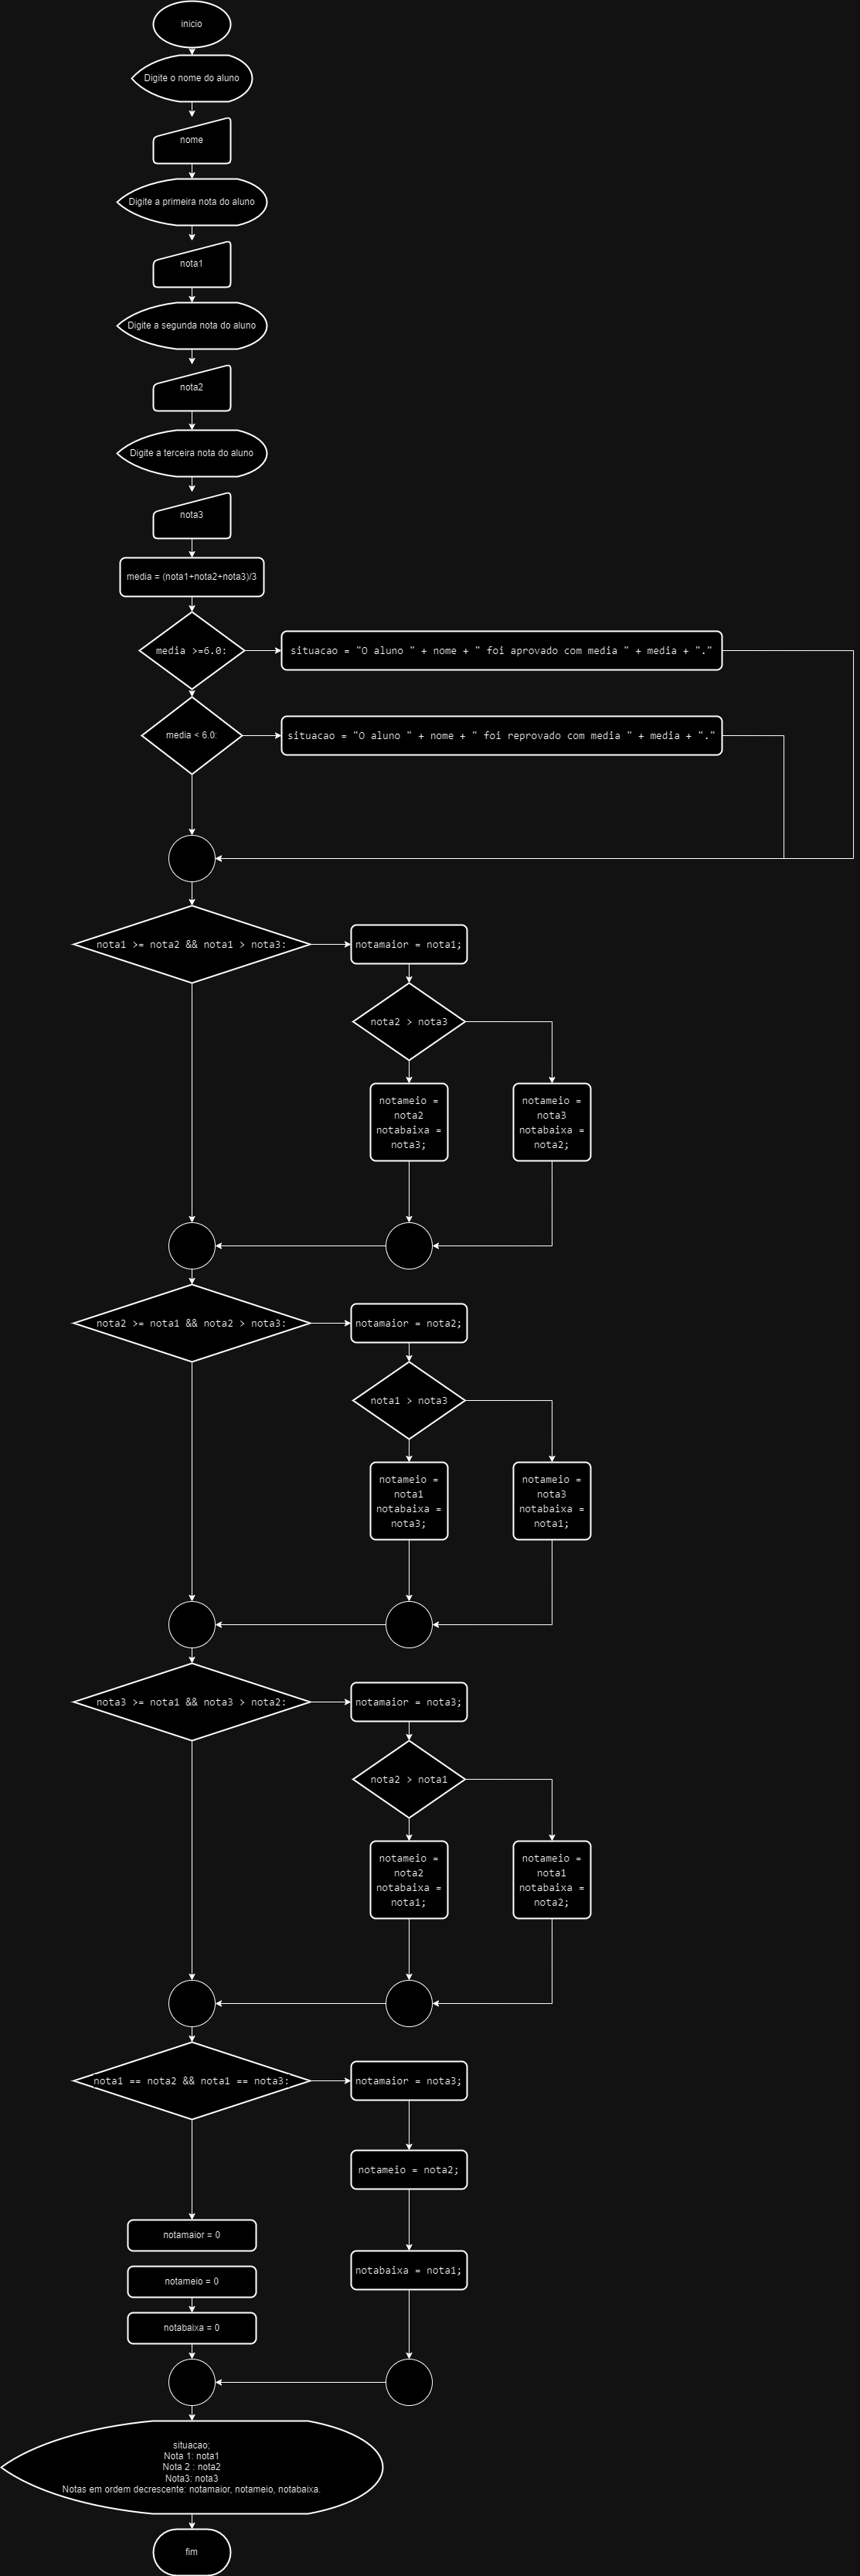 inicio
Digite o nome do aluno
nome
Digite a primeira nota do aluno
nota1
Digite a segunda nota do aluno
nota2
Digite a terceira nota do aluno
nota3
media = (nota1+nota2+nota3)/3
media >=6.0:
situacao = "O aluno " + nome + " foi aprovado com media " + media + "."
media < 6.0:
situacao = "O aluno " + nome + " foi reprovado com media " + media + "."
nota1 >= nota2 && nota1 > nota3:
notamaior = nota1;
nota2 > nota3
notameio =
nota2
notabaixa =
nota3;
notameio =
nota3
notabaixa =
nota2;
nota2 >= nota1 && nota2 > nota3:
notamaior = nota2;
nota1 > nota3
notameio =
nota1
notabaixa =
nota3;
notameio =
nota3
notabaixa =
nota1;
nota3 >= nota1 && nota3 > nota2:
notamaior = nota3;
nota2 > nota1
notameio =
nota2
notabaixa =
nota1;
notameio =
nota1
notabaixa =
nota2;
nota1 == nota2 && nota1 == nota3:
notamaior = nota3;
notameio = nota2;
notamaior = 0
notabaixa = nota1;
notameio = 0
notabaixa = 0
situacao;
Nota 1: nota1
Nota 2 : nota2
Nota3: nota3
Notas em ordem decrescente: notamaior, notameio, notabaixa.
fim